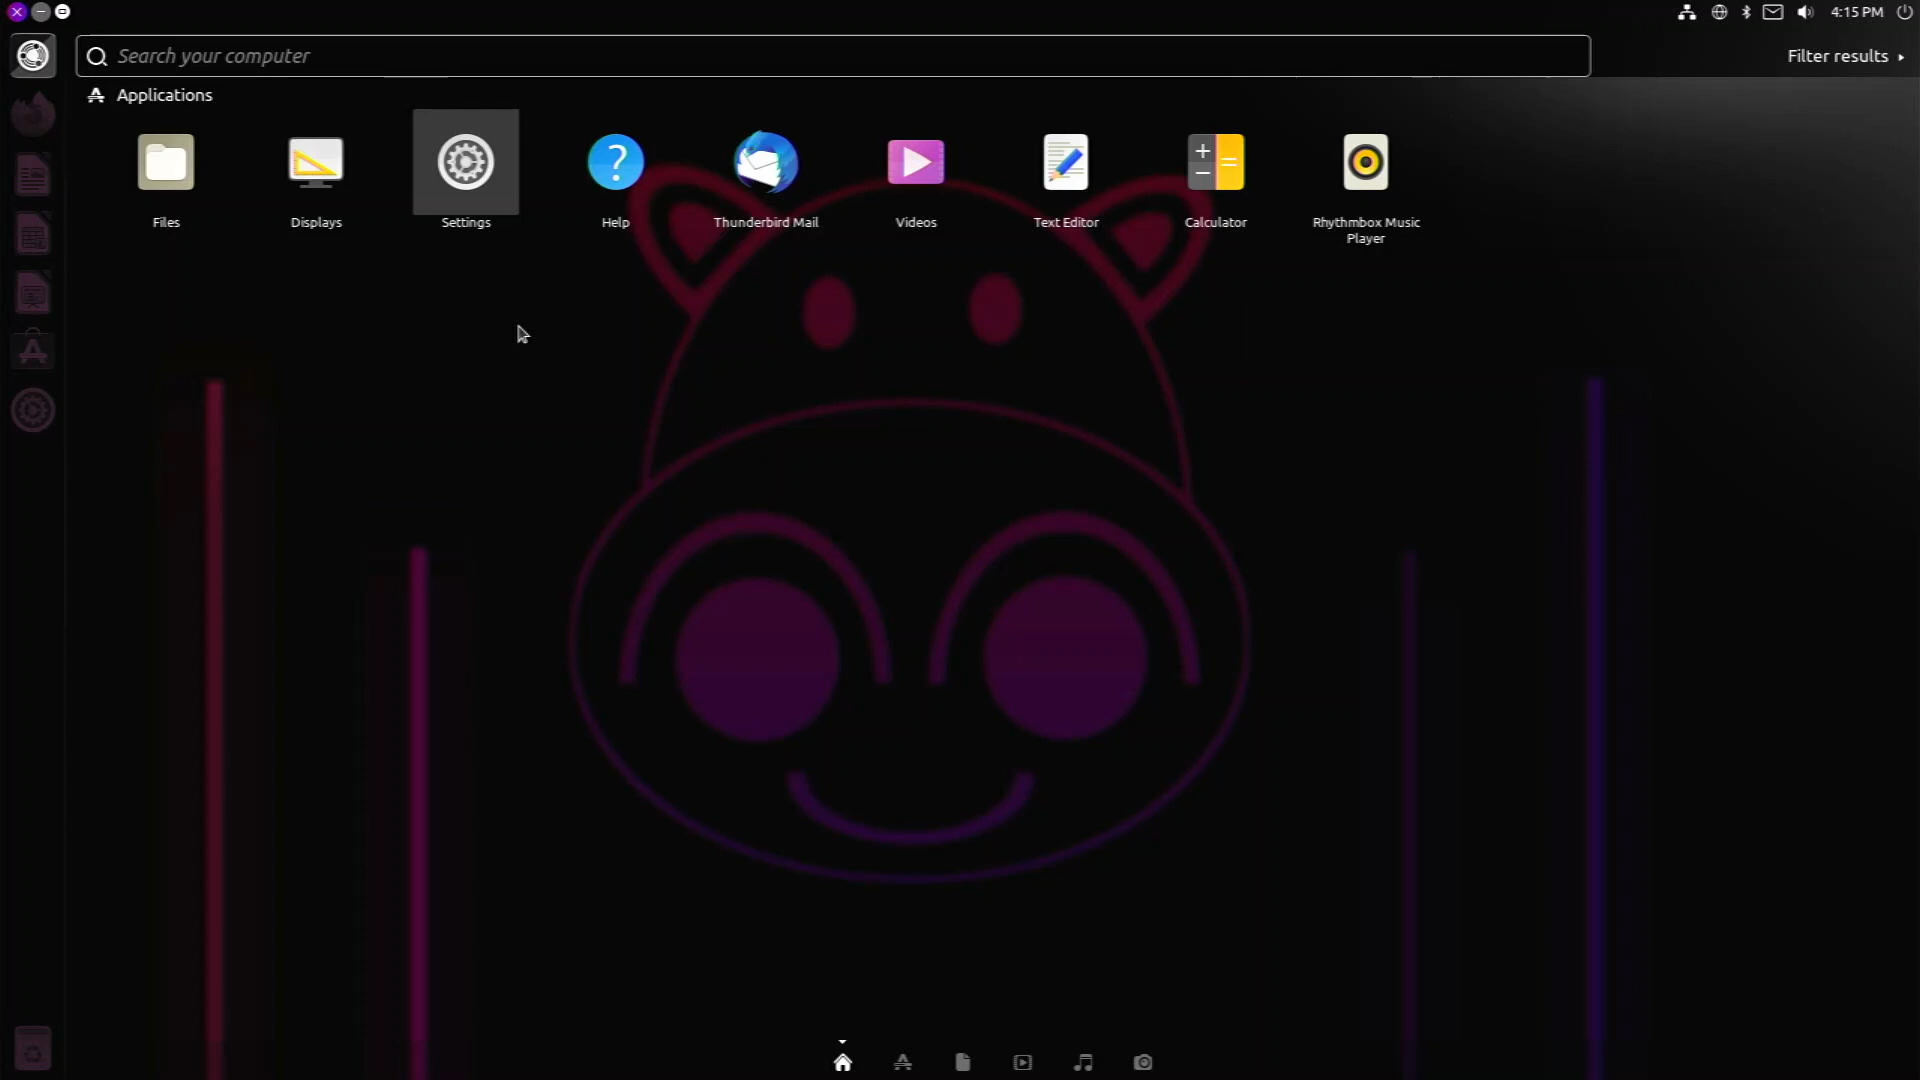 4:15 PM
Search your computer
Filter results
Applications
Files
Displays
Settings
Help
Thunderbird Mail
Videos
Text Editor
Calculator
Rhythmbox Music
Player